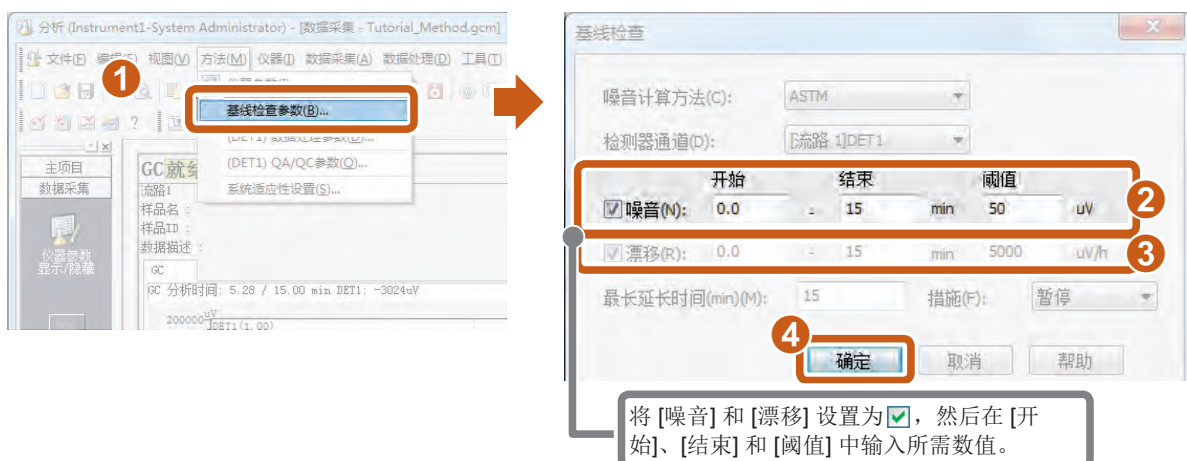 分析 (Instrument1-System Administrator) - [数据采集 - Tutorial_Method.gcm]
文件(F) 编辑(E) 视图(V) 方法(M) 仪器(I) 数据采集(A) 数据处理(D) 工具(T)
1
基线检查参数(B)...
(DET1) 数据处理参数(D)...
(DET1) QA/QC参数(Q)...
系统适应性设置(S)...
主项目
数据采集
仪器参数
显示/隐藏
GC 就绪
流路1
样品名 :
样品ID :
数据描述 :
GC
GC 分析时间: 5.28 / 15.00 min DET1: -3024uV
uV
200000
DET1(1.00)
基线检查
噪音计算方法(C): ASTM
检测器通道(D): [流路 1]DET1
开始 结束 阈值
噪音(N): 0.0 - 15 min 50 uV
2
漂移(R): 0.0 - 15 min 5000 uV/h
3
最长延长时间(min)(M): 15 措施(F): 暂停
4
确定 取消 帮助
将 [噪音] 和 [漂移] 设置为☑，然后在 [开
始]、[结束] 和 [阈值] 中输入所需数值。